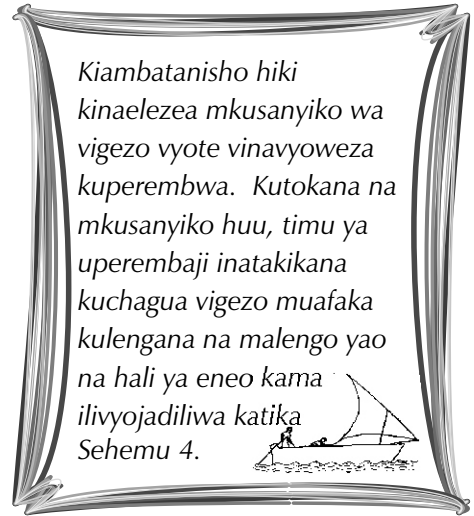 Kiambatanisho hiki
kinaelezea mkusanyiko wa
vigezo vyote vinavyoweza
kuperembwa.  Kutokana na
mkusanyiko huu, timu ya
uperembaji inatakikana
kuchagua vigezo muafaka
kulengana na malengo yao
na hali ya eneo kama
ilivyojadiliwa katika
Sehemu 4.